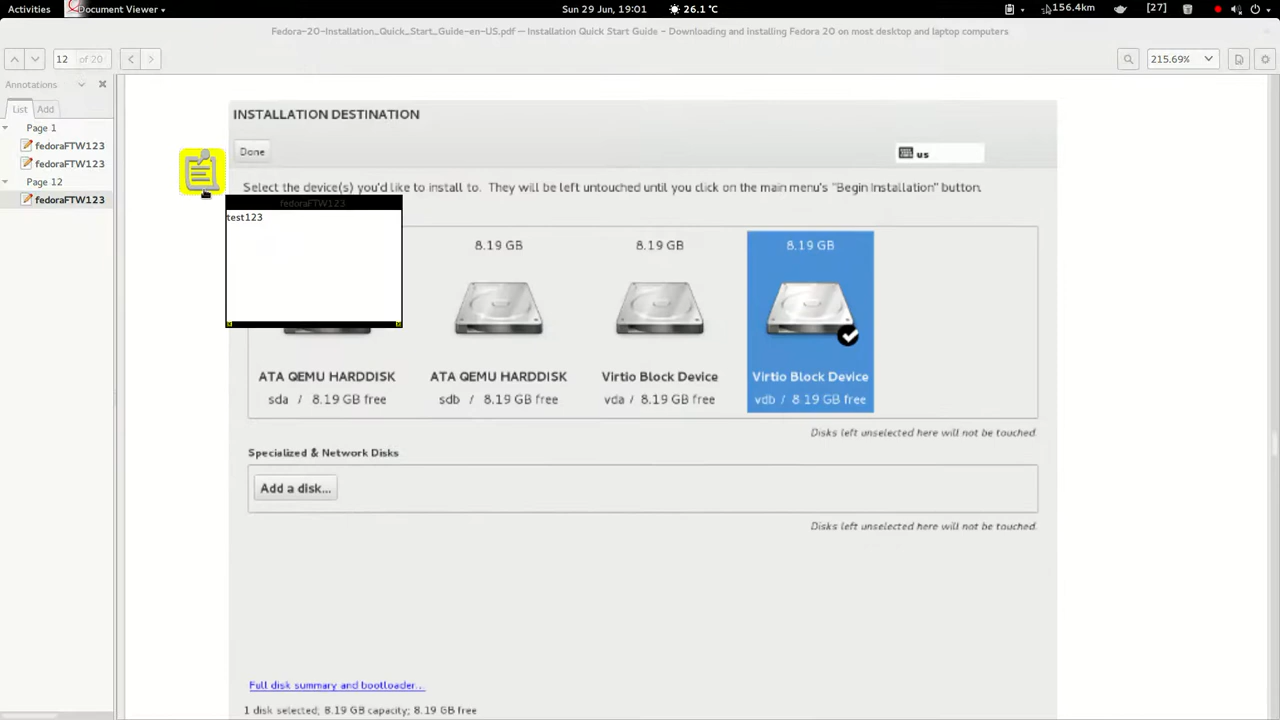 Activities
Document Viewer
Sun 29 Jun, 19:01
26.1 °C
156.4km
[27]
Fedora-20-Installation_Quick_Start_Guide-en-US.pdf — Installation Quick Start Guide – Downloading and installing Fedora 20 on most desktop and laptop computers
12 of 20
215.69%
Annotations
List Add
Page 1
fedoraFTW123
fedoraFTW123
Page 12
fedoraFTW123
INSTALLATION DESTINATION
Done
us
Select the device(s) you'd like to install to. They will be left untouched until you click on the main menu's "Begin Installation" button.
fedoraFTW123
test123
8.19 GB
8.19 GB
8.19 GB
ATA QEMU HARDDISK
sda / 8.19 GB free
ATA QEMU HARDDISK
sdb / 8.19 GB free
Virtio Block Device
vda / 8.19 GB free
Virtio Block Device
vdb / 8.19 GB free
Disks left unselected here will not be touched.
Specialized & Network Disks
Add a disk...
Disks left unselected here will not be touched.
Full disk summary and bootloader...
1 disk selected; 8.19 GB capacity; 8.19 GB free